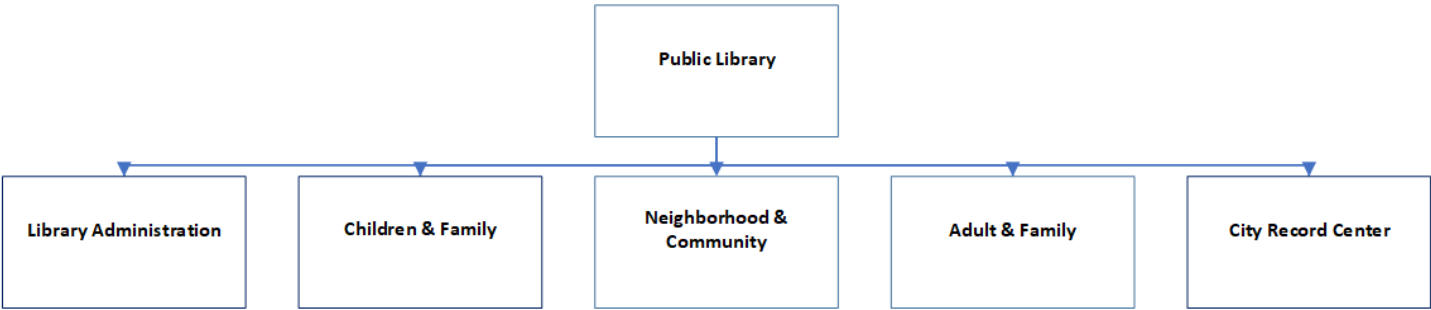 Public Library
Library Administration
Children & Family
Neighborhood &
Community
Adult & Family
City Record Center